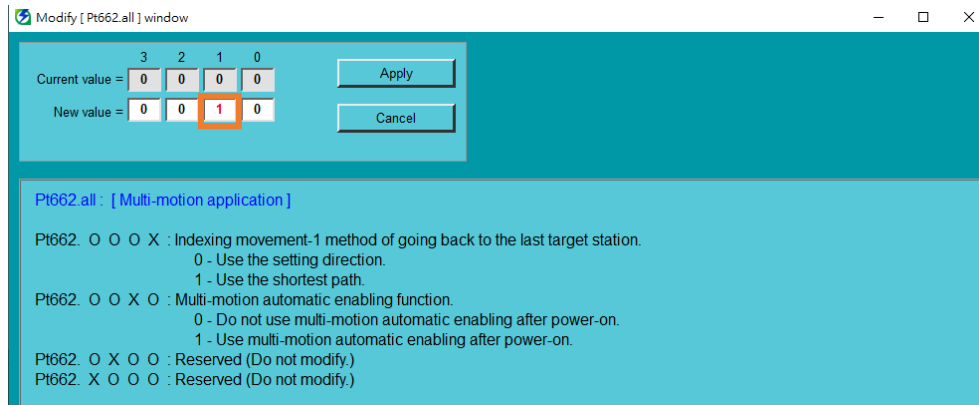 Modify [ Pt662.all ] window
3 2 1 0
Current value = 0 0 0 0
Apply
New value = 0 0 1 0
Cancel
Pt662.all : [ Multi-motion application ]
Pt662. O O O X : Indexing movement-1 method of going back to the last target station.
0 - Use the setting direction.
1 - Use the shortest path.
Pt662. O O X O : Multi-motion automatic enabling function.
0 - Do not use multi-motion automatic enabling after power-on.
1 - Use multi-motion automatic enabling after power-on.
Pt662. O X O O : Reserved (Do not modify.)
Pt662. X O O O : Reserved (Do not modify.)